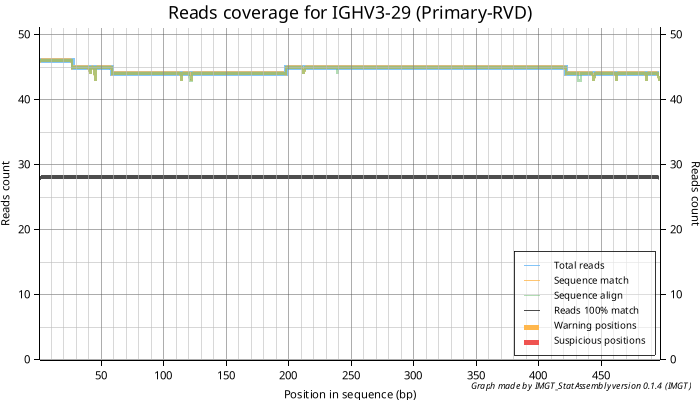 Reads coverage for IGHV3-29 (Primary-RVD)
50
40
30
20
10
0
Reads count
50
40
30
20
10
0
Reads count
50
100
150
200
250
300
350
400
450
Position in sequence (bp)
Total reads
Sequence match
Sequence align
Reads 100% match
Warning positions
Suspicious positions
Graph made by IMGT_StatAssembly version 0.1.4 (IMGT)